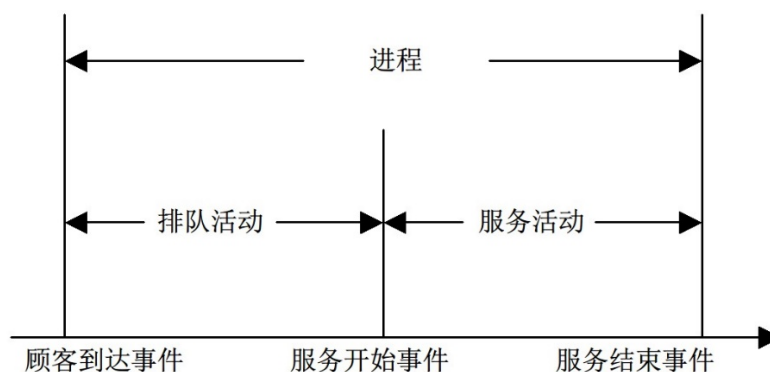 进程
排队活动
服务活动
顾客到达事件
服务开始事件
服务结束事件